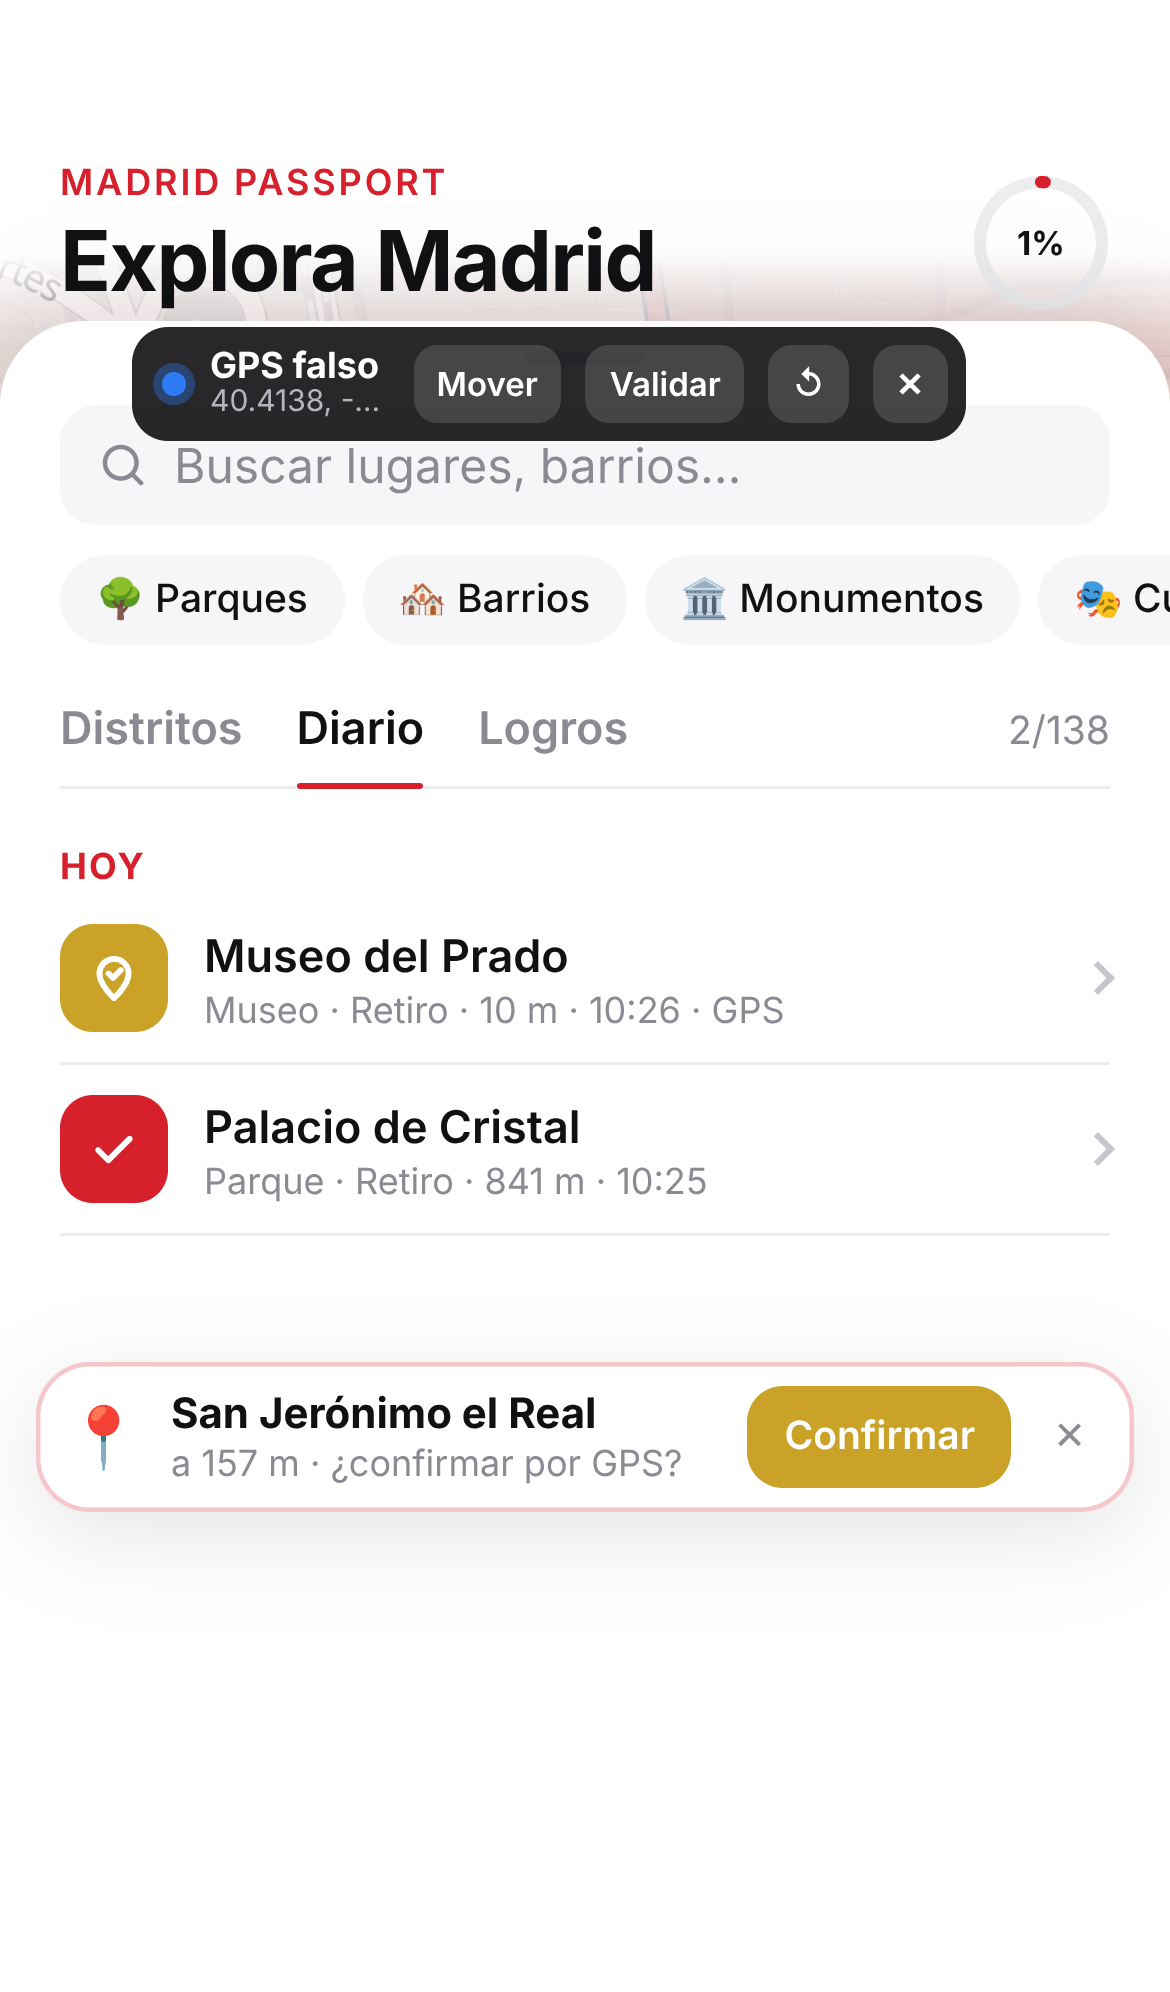 MADRID PASSPORT
Explora Madrid
1%
rtes
GPS falso
40.4138, -...
Mover
Validar
Buscar lugares, barrios...
Parques
Barrios
Monumentos
Cu
Distritos
Diario
Logros
2/138
HOY
Museo del Prado
Museo · Retiro · 10 m · 10:26 · GPS
Palacio de Cristal
Parque · Retiro · 841 m · 10:25
San Jerónimo el Real
a 157 m · ¿confirmar por GPS?
Confirmar